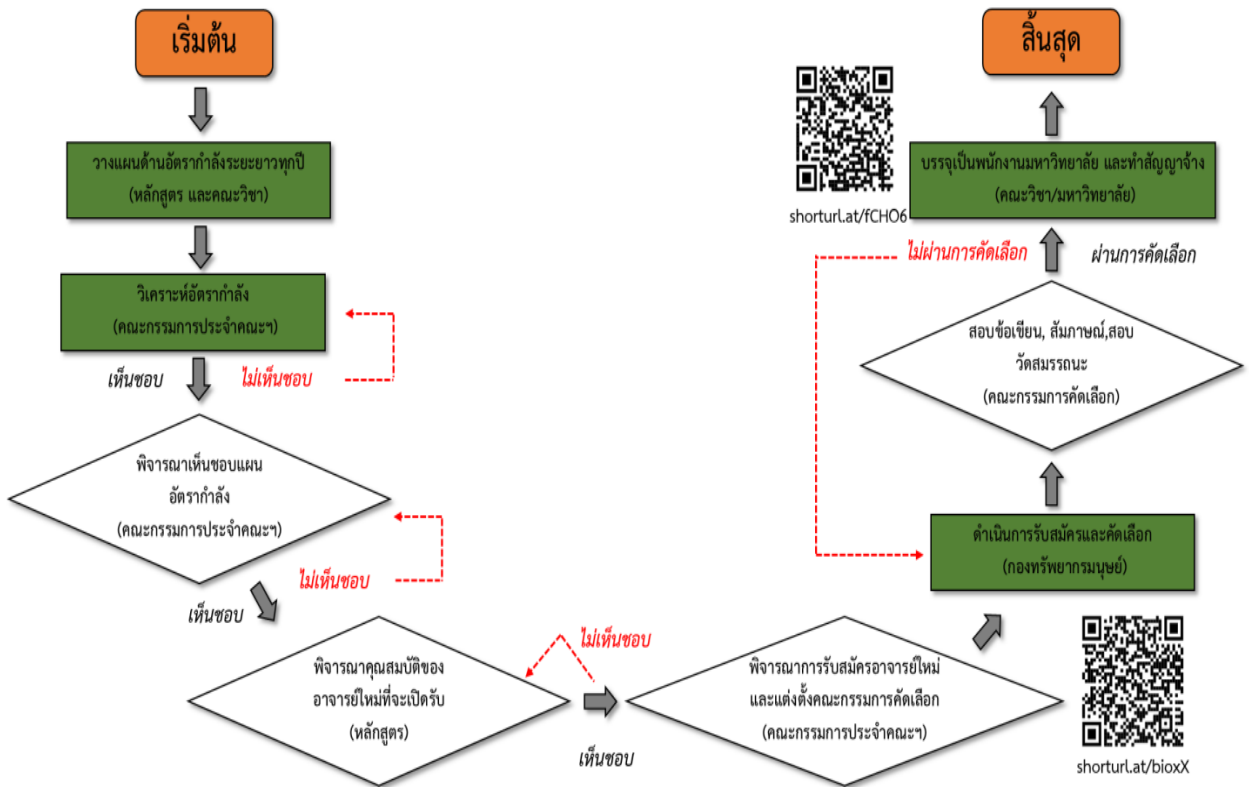 เริ่มต้น
วางแผนด้านอัตรากำลังระยะยาวทุกปี
(หลักสูตร และคณะวิชา)
วิเคราะห์อัตรากำลัง
(คณะกรรมการประจำคณะฯ)
เห็นชอบ
ไม่เห็นชอบ
พิจารณาเห็นชอบแผน
อัตรากำลัง
(คณะกรรมการประจำคณะฯ)
ไม่เห็นชอบ
เห็นชอบ
พิจารณาคุณสมบัติของ
อาจารย์ใหม่ที่จะเปิดรับ
(หลักสูตร)
ไม่เห็นชอบ
เห็นชอบ
พิจารณาการรับสมัครอาจารย์ใหม่
และแต่งตั้งคณะกรรมการคัดเลือก
(คณะกรรมการประจำคณะฯ)
shorturl.at/bioxX
ดำเนินการรับสมัครและคัดเลือก
(กองทรัพยากรมนุษย์)
สอบข้อเขียน, สัมภาษณ์,สอบ
วัดสมรรถนะ
(คณะกรรมการคัดเลือก)
ไม่ผ่านการคัดเลือก
ผ่านการคัดเลือก
shorturl.at/fCHO6
บรรจุเป็นพนักงานมหาวิทยาลัย และทำสัญญาจ้าง
(คณะวิชา/มหาวิทยาลัย)
สิ้นสุด